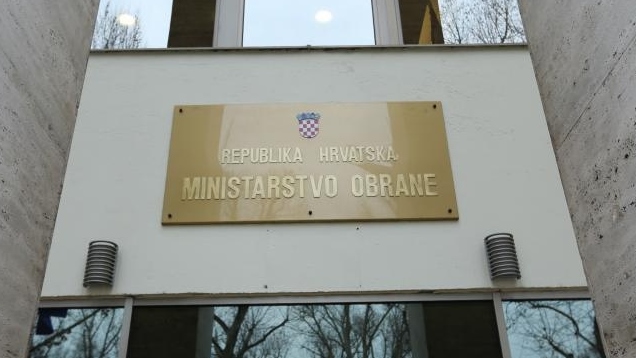 REPUBLIKA HRVATSKA
MINISTARSTVO OBRANE